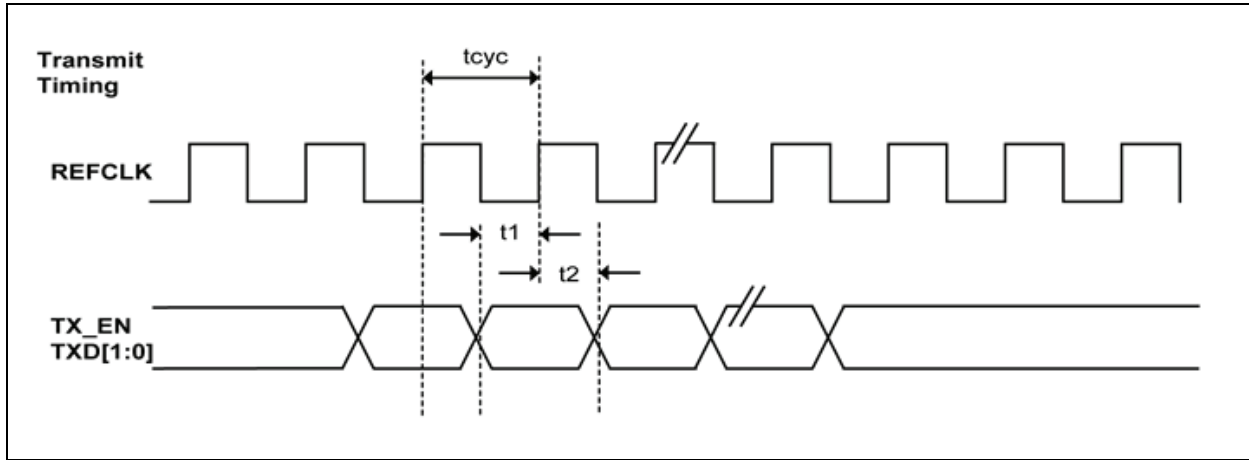 Transmit
Timing
tcyc
REFCLK
t1
t2
TX_EN
TXD[1:0]